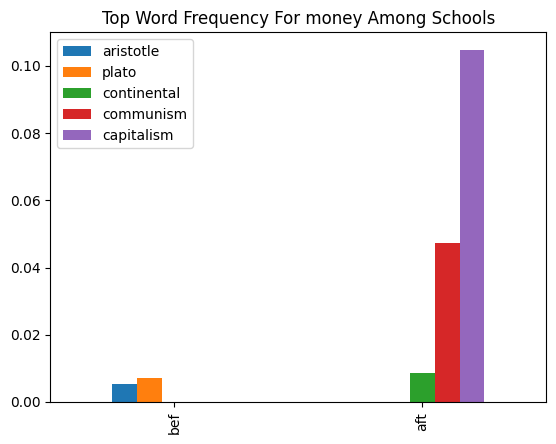 Top Word Frequency For money Among Schools
aristotle
plato
continental
communism
capitalism
0.10
0.08
0.06
0.04
0.02
0.00
bef
aft